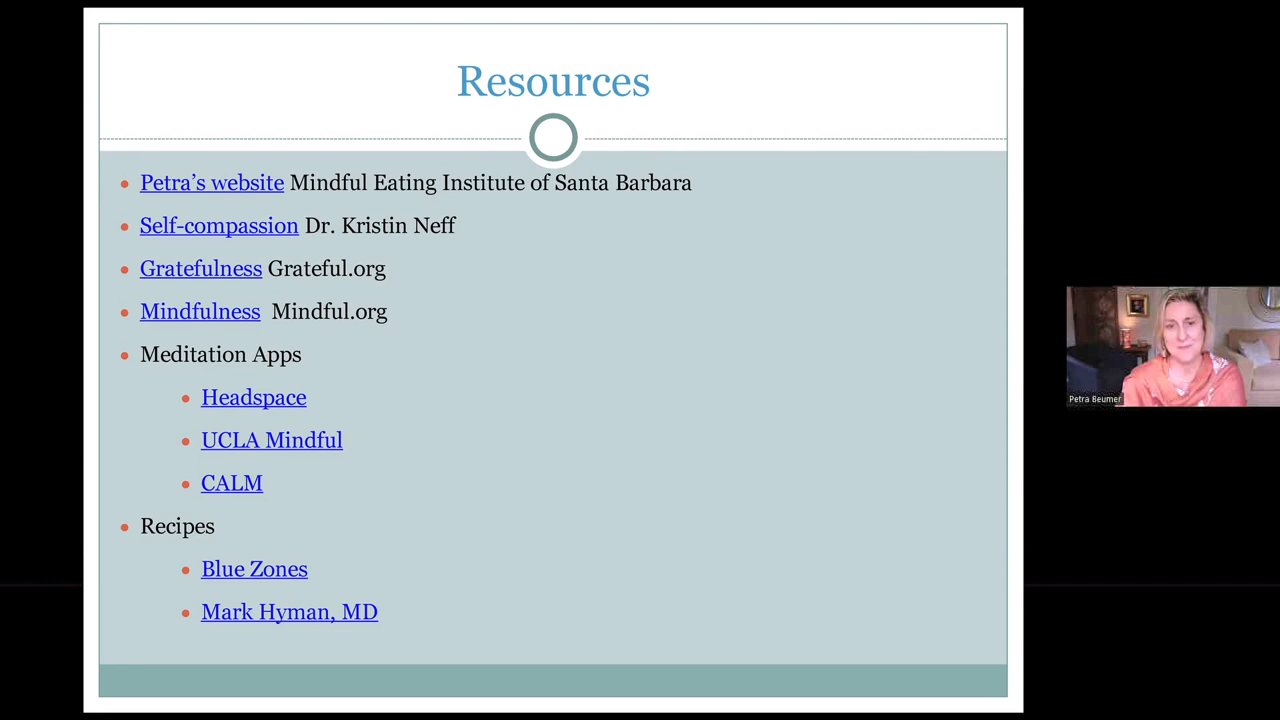 Resources
Petra’s website Mindful Eating Institute of Santa Barbara
Self-compassion Dr. Kristin Neff
Gratefulness Grateful.org
Mindfulness  Mindful.org
Meditation Apps
Headspace
UCLA Mindful
CALM
Recipes
Blue Zones
Mark Hyman, MD
Petra Beumer